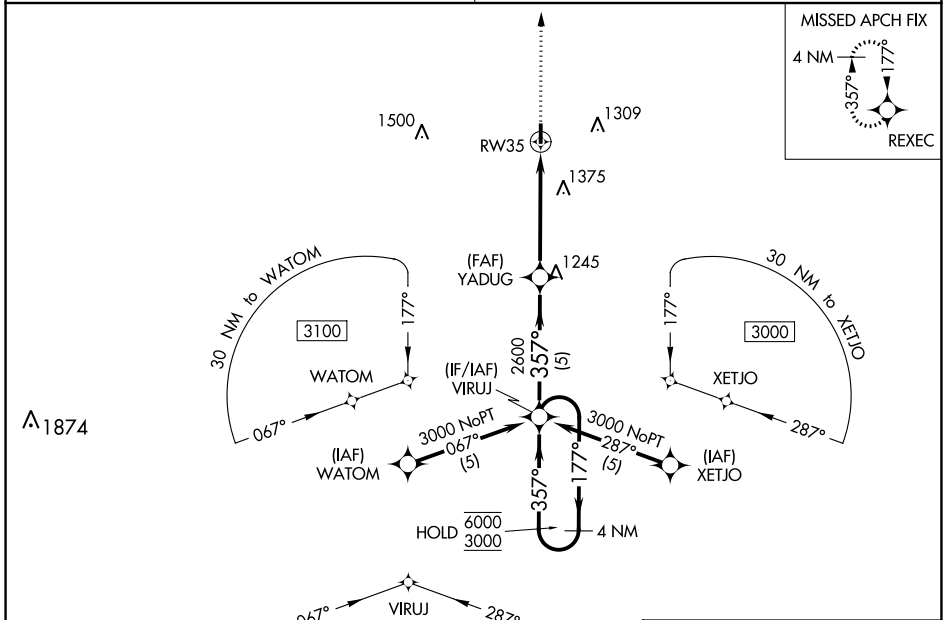 MISSED APCH FIX
4 NM
177°
357°
REXEC
1500
1309
RW35
1375
(FAF)
YADUG
1245
30 NM to WATOM
177°
3100
WATOM
067°
2600
357°
(5)
(IF/IAF)
VIRUJ
30 NM to XETJO
177°
3000
XETJO
287°
1874
3000 NoPT
067°
(5)
(IAF)
WATOM
3000 NoPT
287°
(5)
(IAF)
XETJO
357°
177°
HOLD
6000
3000
4 NM
067°
VIRUJ
287°